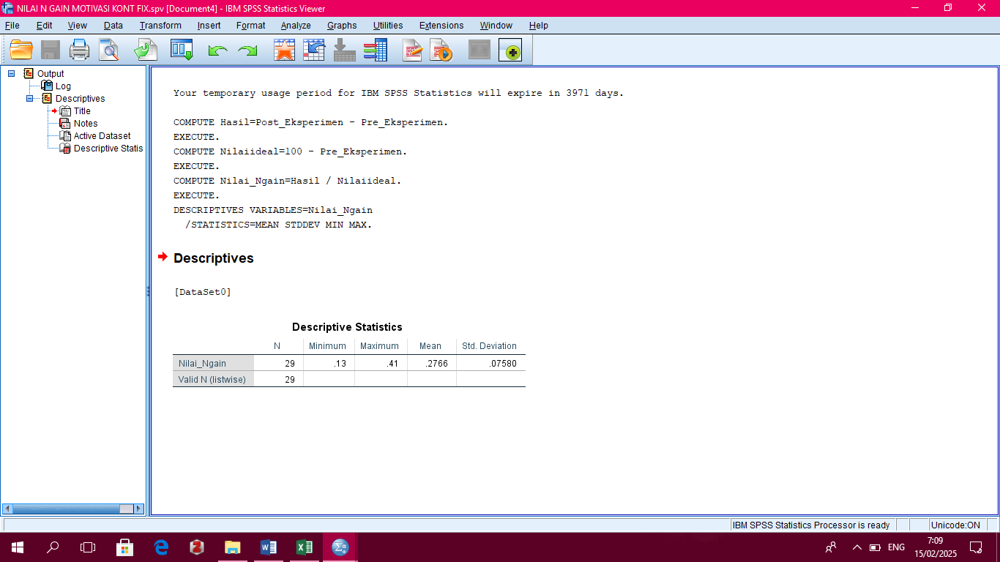 NILAI N GAIN MOTIVASI KONT FIX.spv [Document4] - IBM SPSS Statistics Viewer
File Edit View Data Transform Insert Format Analyze Graphs Utilities Extensions Window Help
Output
Log
Descriptives
Title
Notes
Active Dataset
Descriptive Statis
Your temporary usage period for IBM SPSS Statistics will expire in 3971 days.
COMPUTE Hasil=Post_Eksperimen - Pre_Eksperimen.
EXECUTE.
COMPUTE Nilaiideal=100 - Pre_Eksperimen.
EXECUTE.
COMPUTE Nilai_Ngain=Hasil / Nilaiideal.
EXECUTE.
DESCRIPTIVES VARIABLES=Nilai_Ngain
/STATISTICS=MEAN STDDEV MIN MAX.
Descriptives
[DataSet0]
Descriptive Statistics
N Minimum Maximum Mean Std. Deviation
Nilai_Ngain 29 .13 .41 .2766 .07580
Valid N (listwise) 29
IBM SPSS Statistics Processor is ready Unicode:ON
ENG 7:09
15/02/2025